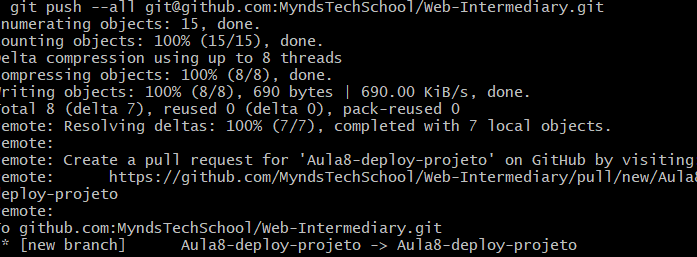 git push --all git@github.com:MyndsTechSchool/Web-Intermediary.git
numerating objects: 15, done.
ounting objects: 100% (15/15), done.
elta compression using up to 8 threads
ompressing objects: 100% (8/8), done.
riting objects: 100% (8/8), 690 bytes | 690.00 KiB/s, done.
otal 8 (delta 7), reused 0 (delta 0), pack-reused 0
emote: Resolving deltas: 100% (7/7), completed with 7 local objects.
emote:
emote: Create a pull request for 'Aula8-deploy-projeto' on GitHub by visiting
emote:      https://github.com/MyndsTechSchool/Web-Intermediary/pull/new/Aula8
eploy-projeto
emote:
o github.com:MyndsTechSchool/Web-Intermediary.git
* [new branch]      Aula8-deploy-projeto -> Aula8-deploy-projeto